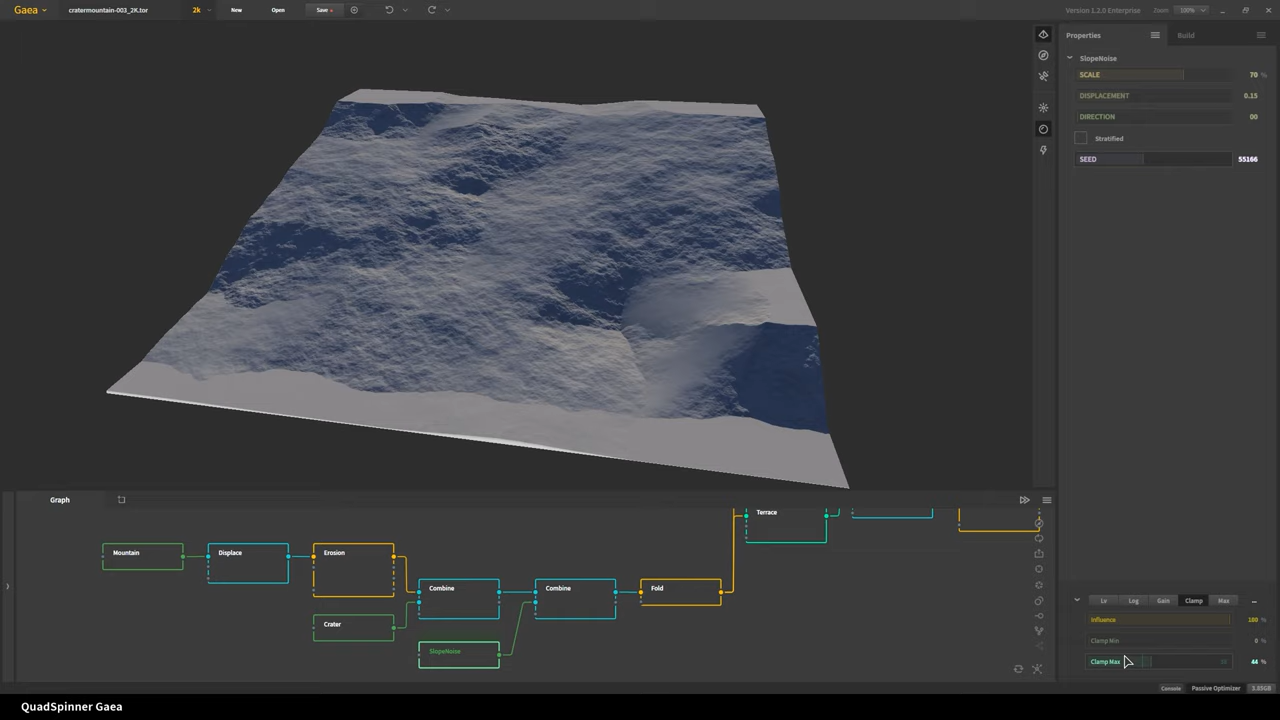 Gaea
cratermountain-003_2K.tor
2k
New
Open
Save
Version 1.2.0 Enterprise
Zoom
100%
Properties
Build
SlopeNoise
SCALE 70 %
DISPLACEMENT 0.15
DIRECTION 00
Stratified
SEED 55166
Graph
Terrace
Mountain
Displace
Erosion
Combine
Combine
Fold
Crater
SlopeNoise
Log Gain Clamp Max
Influence 100 %
Clamp Min 0 %
Clamp Max 44 %
Console Passive Optimizer 3.85GB
QuadSpinner Gaea